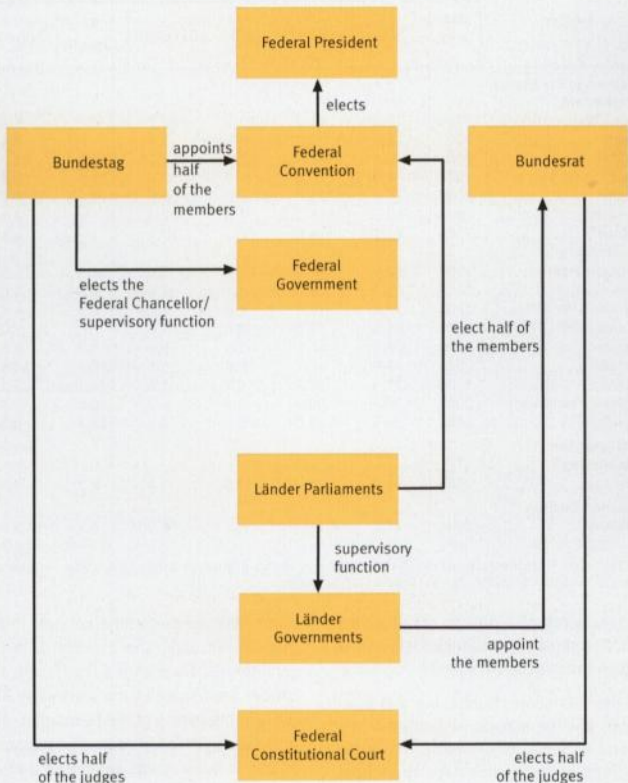 Federal President
elects
Bundestag
appoints
half
of the
members
Federal
Convention
Bundesrat
elects the
Federal Chancellor/
supervisory function
Federal
Government
elect half of
the members
Länder Parliaments
supervisory
function
Länder
Governments
appoint
the members
elects half
of the judges
Federal
Constitutional Court
elects half
of the judges